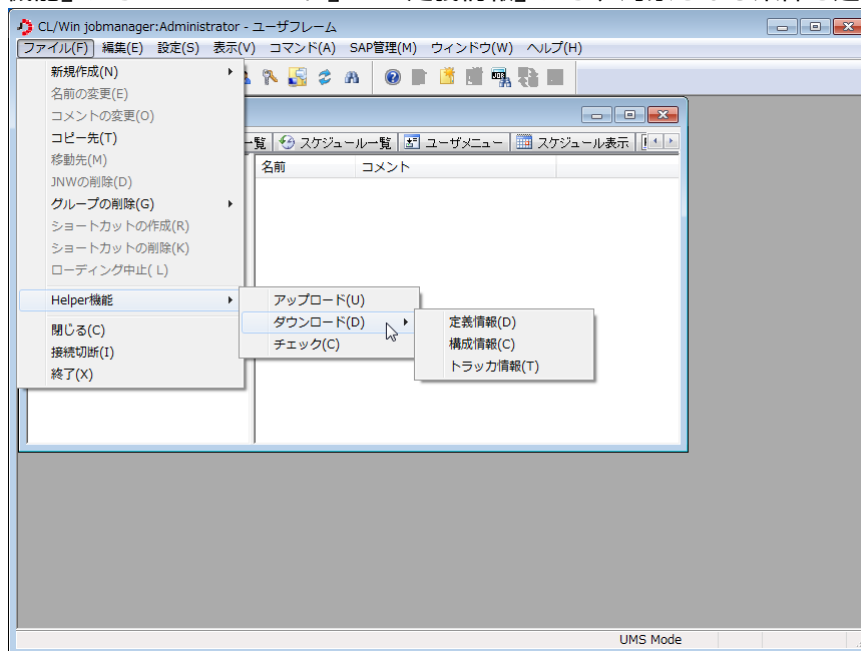 CL/Win jobmanager:Administrator - ユーザフレーム
ファイル(F) 編集(E) 設定(S) 表示(V) コマンド(A) SAP管理(M) ウィンドウ(W) ヘルプ(H)
新規作成(N)
名前の変更(E)
コメントの変更(O)
コピー先(T)
移動先(M)
JNWの削除(D)
グループの削除(G)
ショートカットの作成(R)
ショートカットの削除(K)
ローディング中止( L)
Helper機能
閉じる(C)
接続切断(I)
終了(X)
一覧 スケジュール一覧 ユーザメニュー スケジュール表示
名前 コメント
アップロード(U)
ダウンロード(D)
チェック(C)
定義情報(D)
構成情報(C)
トラッカ情報(T)
UMS Mode